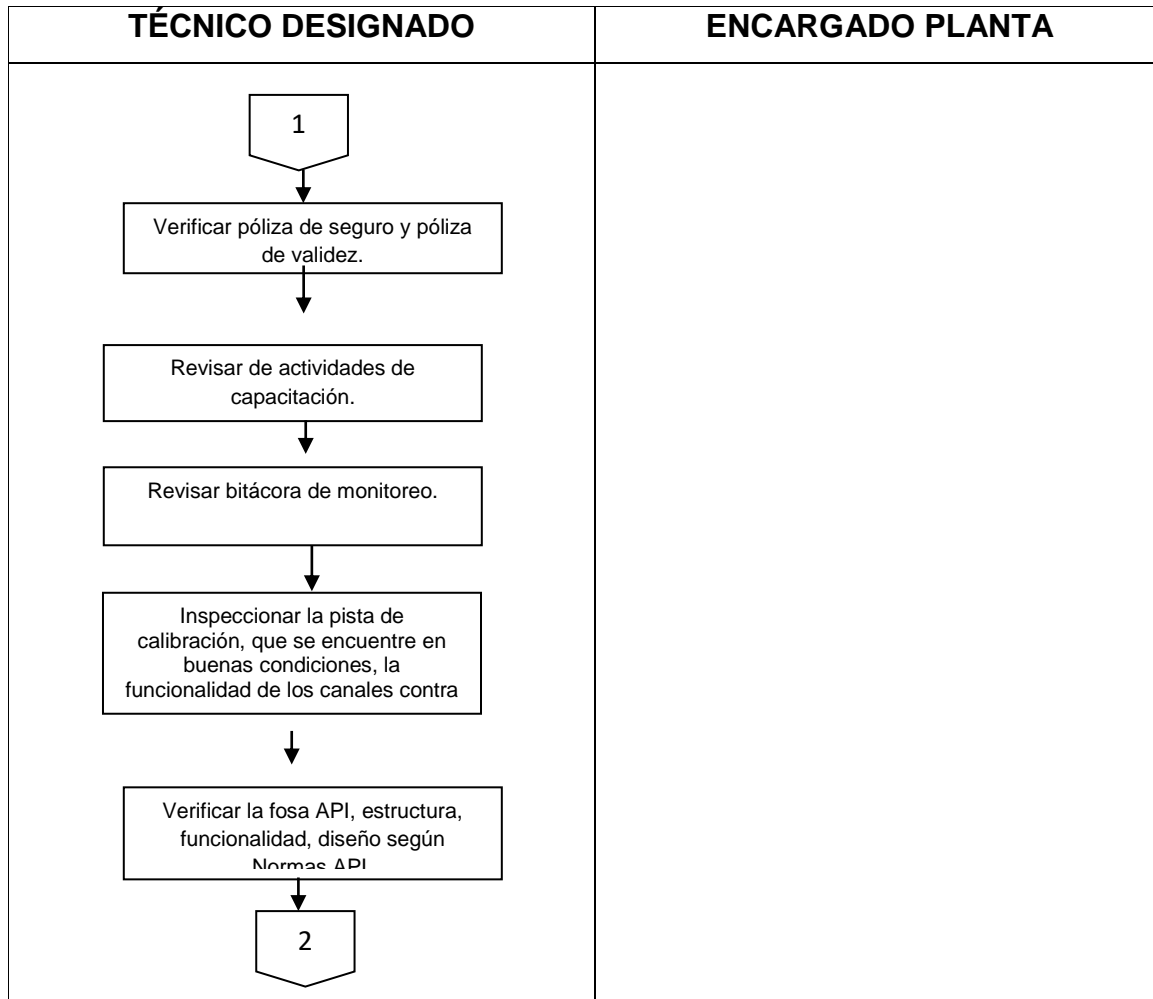 TÉCNICO DESIGNADO
ENCARGADO PLANTA
1
Verificar póliza de seguro y póliza
de validez.
Revisar de actividades de
capacitación.
Revisar bitácora de monitoreo.
Inspeccionar la pista de
calibración, que se encuentre en
buenas condiciones, la
funcionalidad de los canales contra
Verificar la fosa API, estructura,
funcionalidad, diseño según
Normas API
2